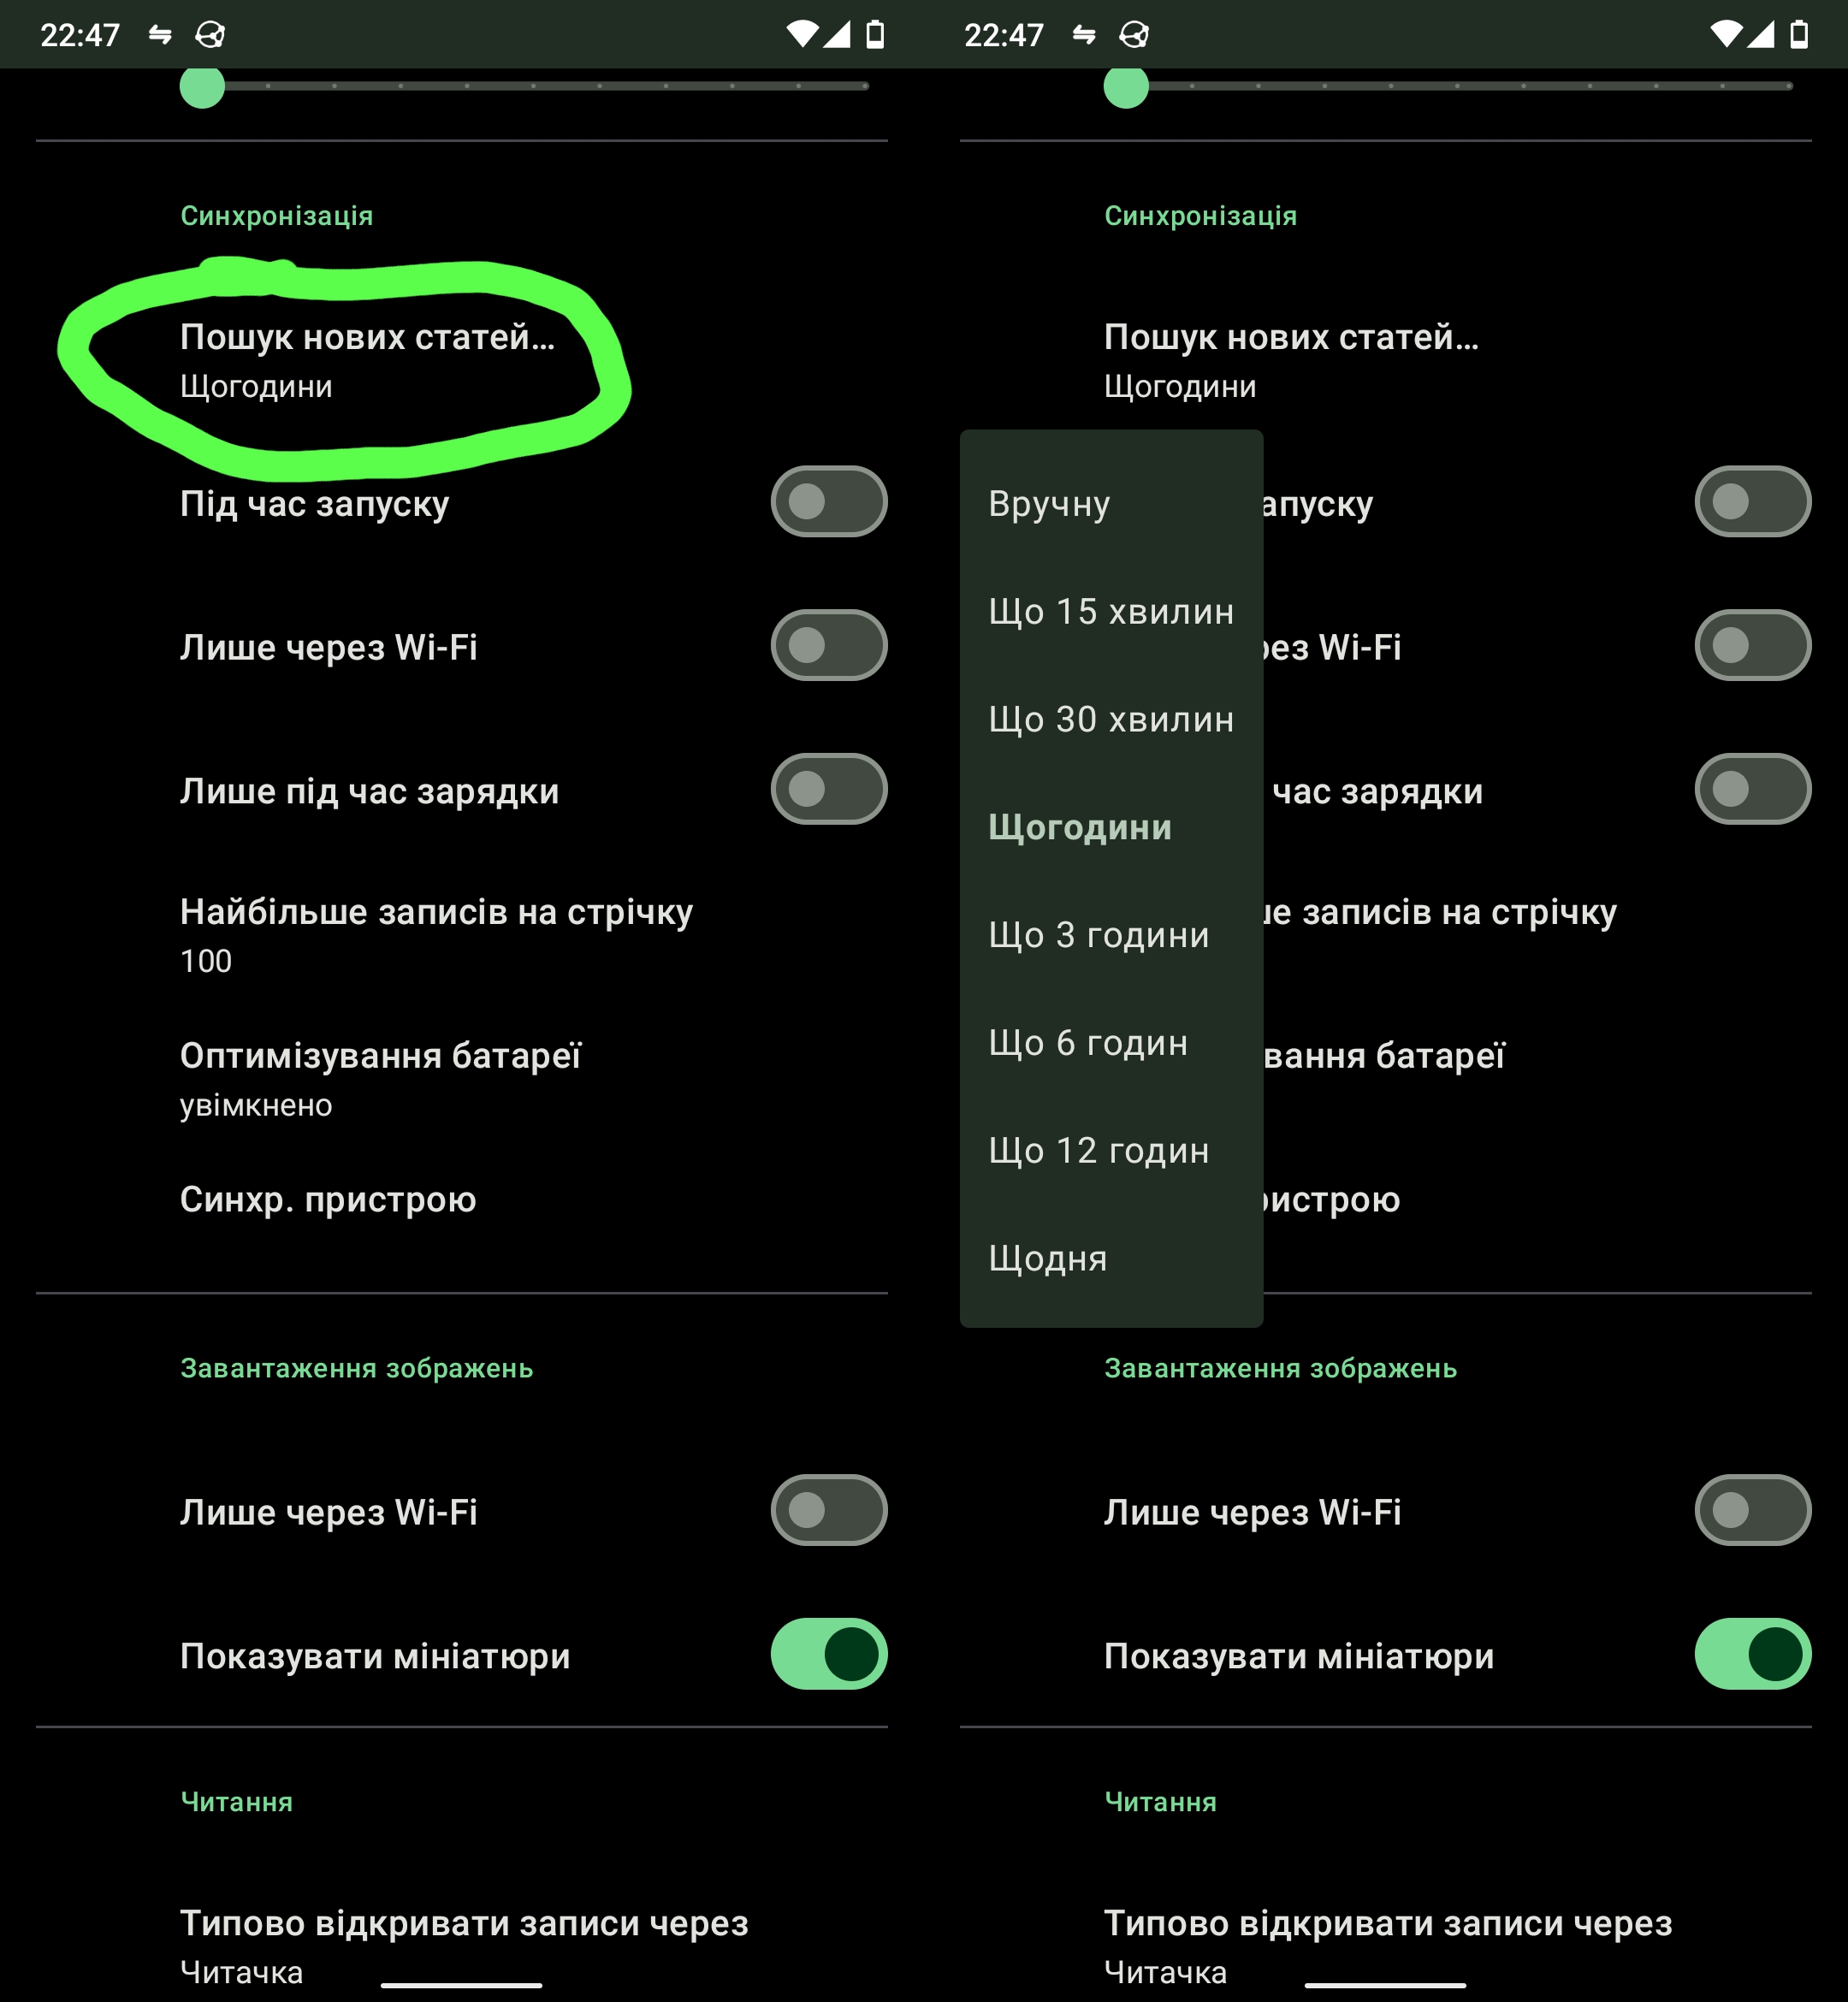 22:47
Синхронізація
Пошук нових статей...
Щогодини
Під час запуску
Лише через Wi-Fi
Лише під час зарядки
Найбільше записів на стрічку
100
Оптимізування батареї
увімкнено
Синхр. пристрою
Завантаження зображень
Лише через Wi-Fi
Показувати мініатюри
Читання
Типово відкривати записи через
Читачка
22:47
Синхронізація
Пошук нових статей...
Щогодини
Вручну
апуску
Що 15 хвилин
рез Wi-Fi
Що 30 хвилин
час зарядки
Щогодини
ше записів на стрічку
Що 3 години
Що 6 годин
вання батареї
Що 12 годин
ристрою
Щодня
Завантаження зображень
Лише через Wi-Fi
Показувати мініатюри
Читання
Типово відкривати записи через
Читачка